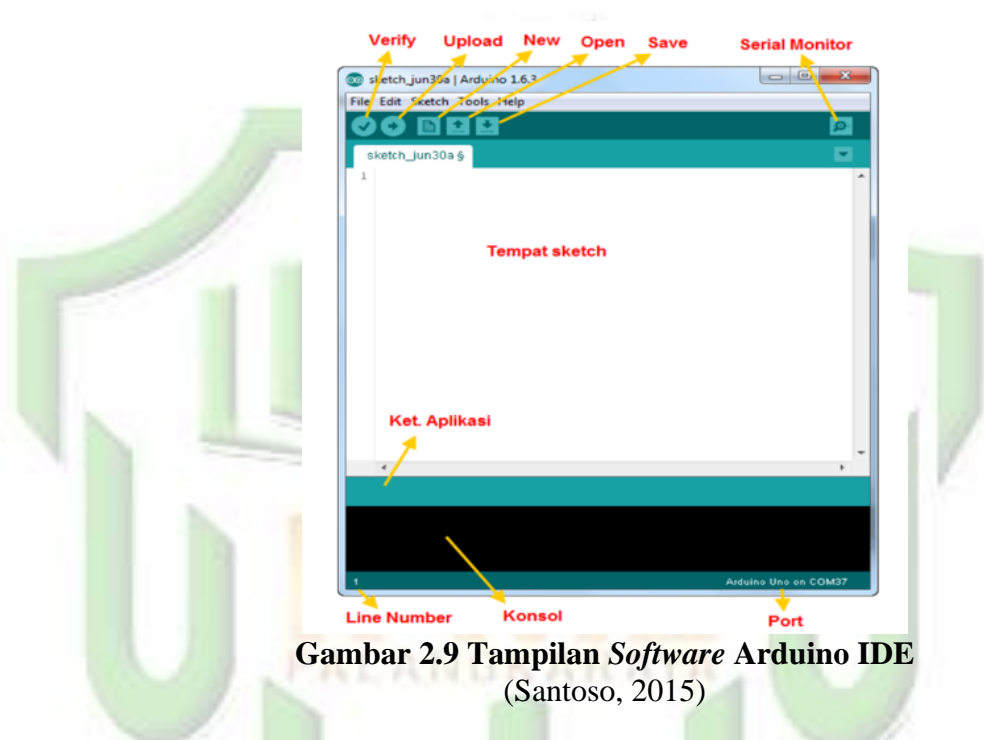 Verify Upload New Open Save Serial Monitor
sketch_jun30a | Arduino 1.6.3
File Edit Sketch Tools Help
sketch_jun30a §
1
Tempat sketch
Ket. Aplikasi
1 Arduino Uno on COM37
Line Number Konsol Port
Gambar 2.9 Tampilan Software Arduino IDE
(Santoso, 2015)